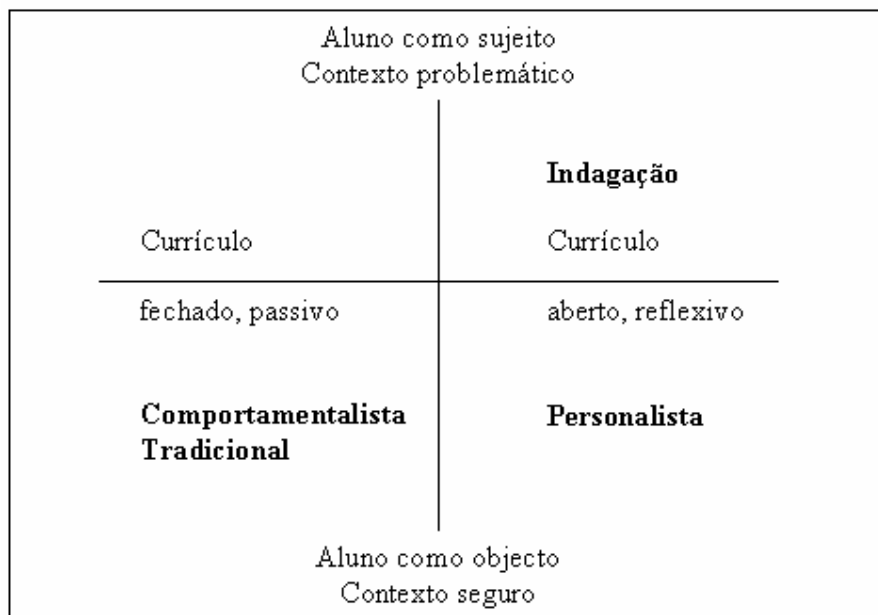 Aluno como sujeito
Contexto problemático
Indagação
Currículo
Currículo
fechado, passivo
aberto, reflexivo
Comportamentalista
Tradicional
Personalista
Aluno como objecto
Contexto seguro